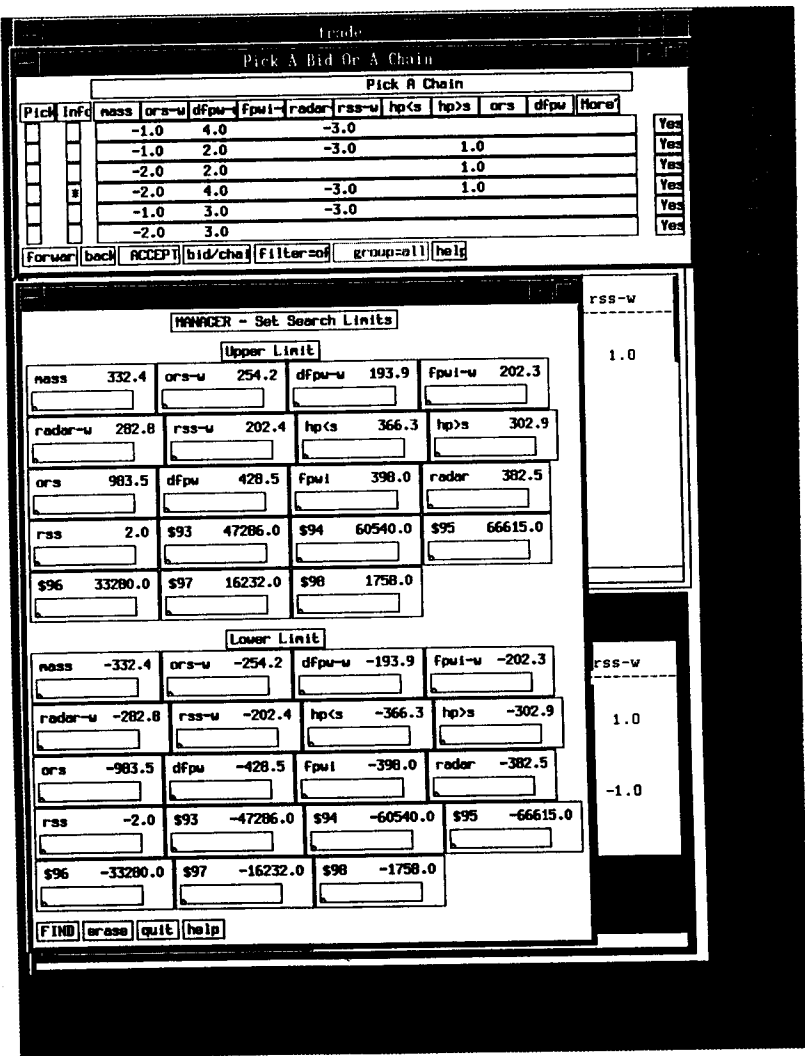 trade
Pick A Bid Or A Chain
Pick A Chain
Pick Info mass ors-w dfpw- fpwi- radar- rss-w hp<s hp>s ors dfpw More?
-1.0 4.0 -3.0 Yes
-1.0 2.0 -3.0 1.0 Yes
-2.0 2.0 1.0 Yes
* -2.0 4.0 -3.0 1.0 Yes
-1.0 3.0 -3.0 Yes
-2.0 3.0 Yes
forwar back ACCEPT bid/chai filter=of group=all help
rss-w
1.0
MANAGER - Set Search Limits
Upper Limit
mass 332.4 ors-w 254.2 dfpw-w 193.9 fpwi-w 202.3
radar-w 282.8 rss-w 202.4 hp<s 366.3 hp>s 302.9
ors 983.5 dfpw 428.5 fpwi 398.0 radar 382.5
rss 2.0 $93 47286.0 $94 60540.0 $95 66615.0
$96 33280.0 $97 16232.0 $98 1758.0
Lower Limit
mass -332.4 ors-w -254.2 dfpw-w -193.9 fpwi-w -202.3
radar-w -282.8 rss-w -202.4 hp<s -366.3 hp>s -302.9
ors -983.5 dfpw -428.5 fpwi -398.0 radar -382.5
rss -2.0 $93 -47286.0 $94 -60540.0 $95 -66615.0
$96 -33280.0 $97 -16232.0 $98 -1758.0
FIND erase quit help
rss-w
1.0
-1.0